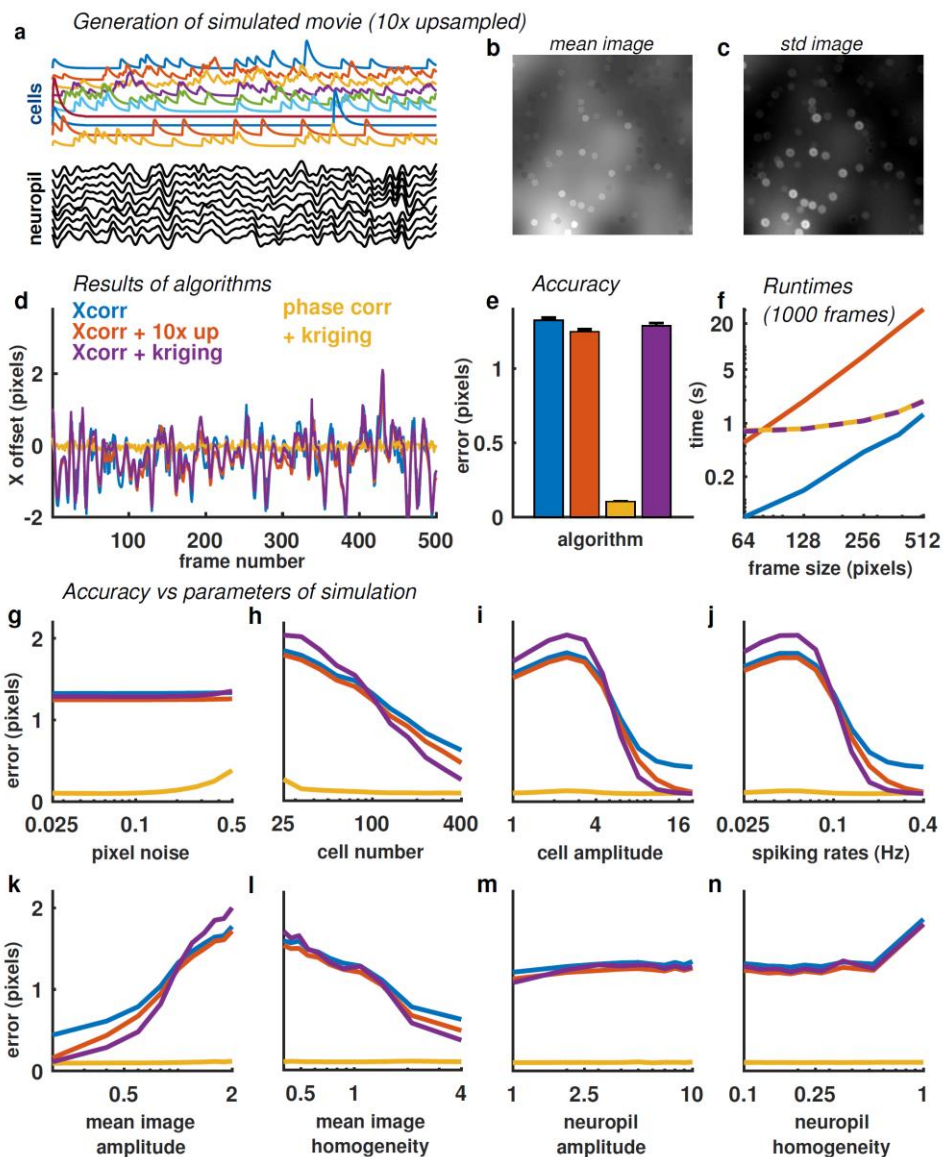 Generation of simulated movie (10x upsampled)
a
cells
neuropil
b
mean image
c
std image
Results of algorithms
d
Xcorr
Xcorr + 10x up
Xcorr + kriging
phase corr
+ kriging
X offset (pixels)
2
0
-2
100 200 300 400 500
frame number
e
Accuracy
error (pixels)
1
0.5
0
algorithm
f
Runtimes
(1000 frames)
time (s)
20
5
1
0.2
64 128 256 512
frame size (pixels)
Accuracy vs parameters of simulation
g
error (pixels)
2
1
0
0.025 0.1 0.5
pixel noise
h
25 100 400
cell number
i
1 4 16
cell amplitude
j
0.025 0.1 0.4
spiking rates (Hz)
k
error (pixels)
2
1
0
0.5 2
mean image
amplitude
l
0.5 1 4
mean image
homogeneity
m
1 2.5 10
neuropil
amplitude
n
0.1 0.25 1
neuropil
homogeneity